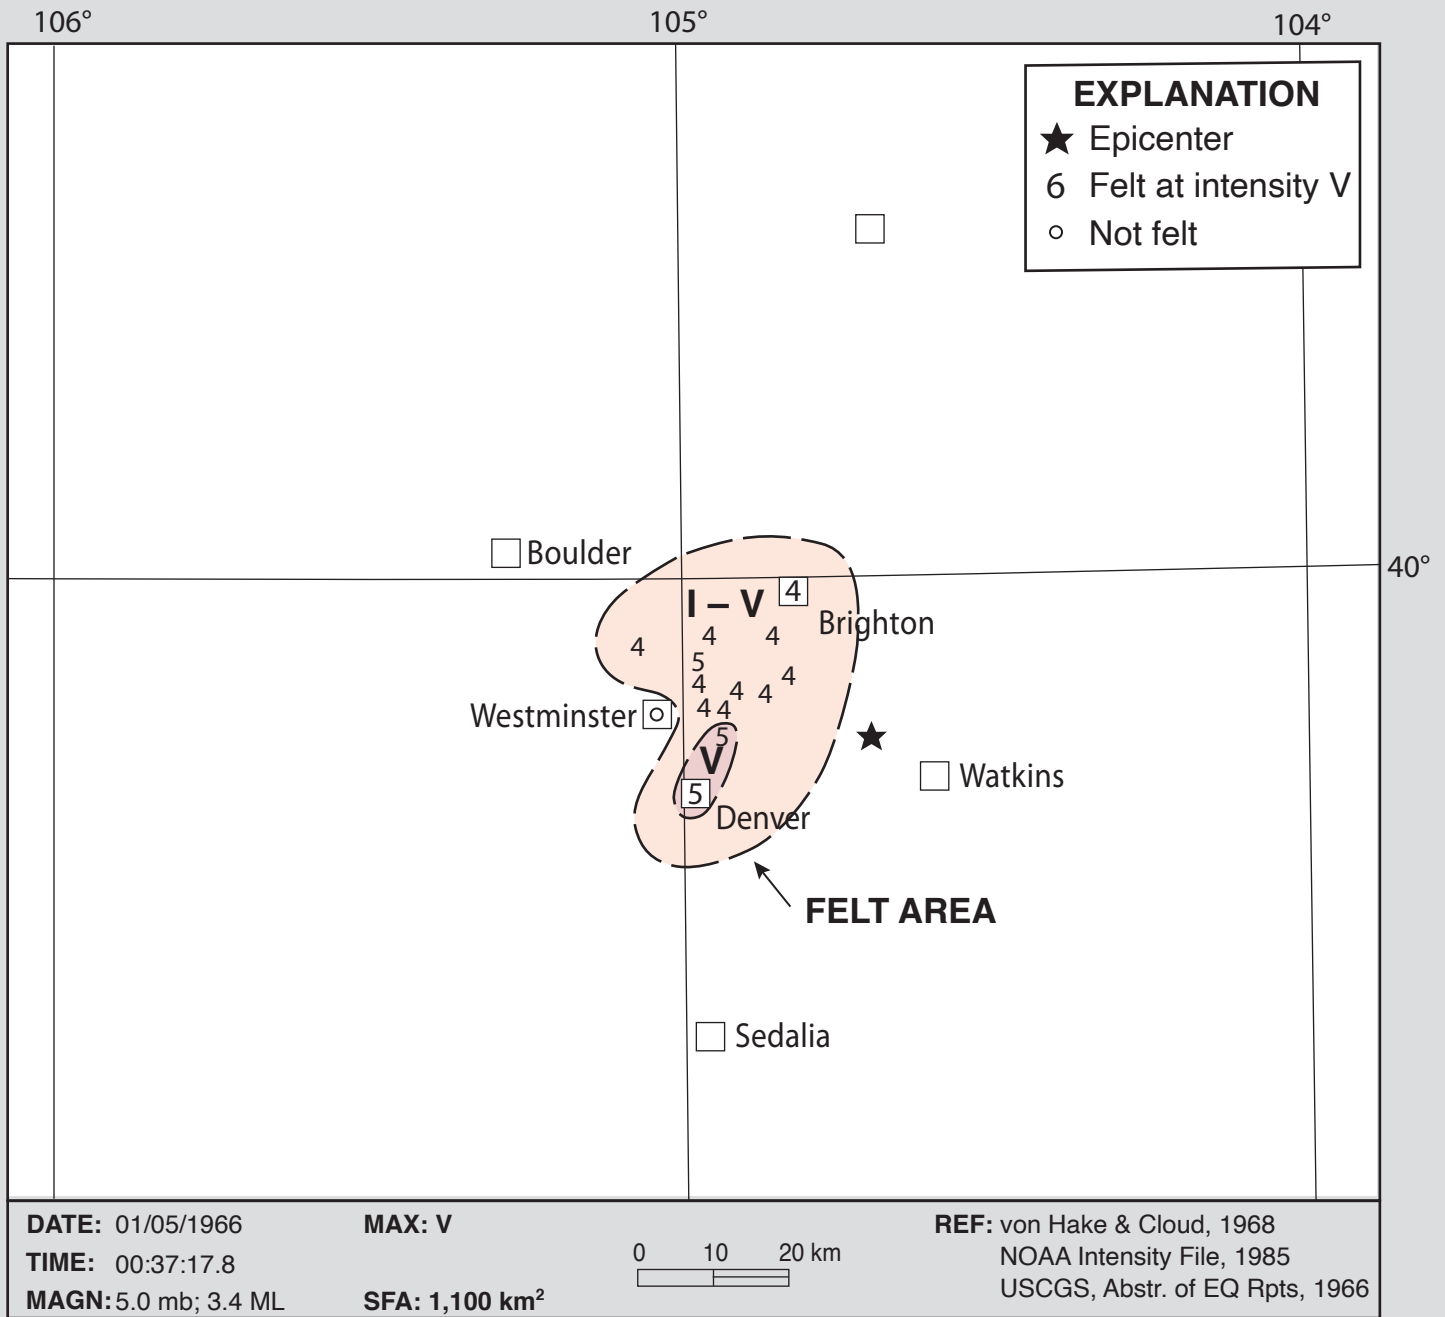 106°
105°
104°
EXPLANATION
Epicenter
6 Felt at intensity V
Not felt
Boulder
40°
I – V
4
Brighton
4
4
4
5
4
4
4
4
4
4
Westminster
5
V
Watkins
5
Denver
FELT AREA
Sedalia
DATE: 01/05/1966
TIME: 00:37:17.8
MAGN: 5.0 mb; 3.4 ML
MAX: V
SFA: 1,100 km²
0 10 20 km
REF: von Hake & Cloud, 1968
NOAA Intensity File, 1985
USCGS, Abstr. of EQ Rpts, 1966